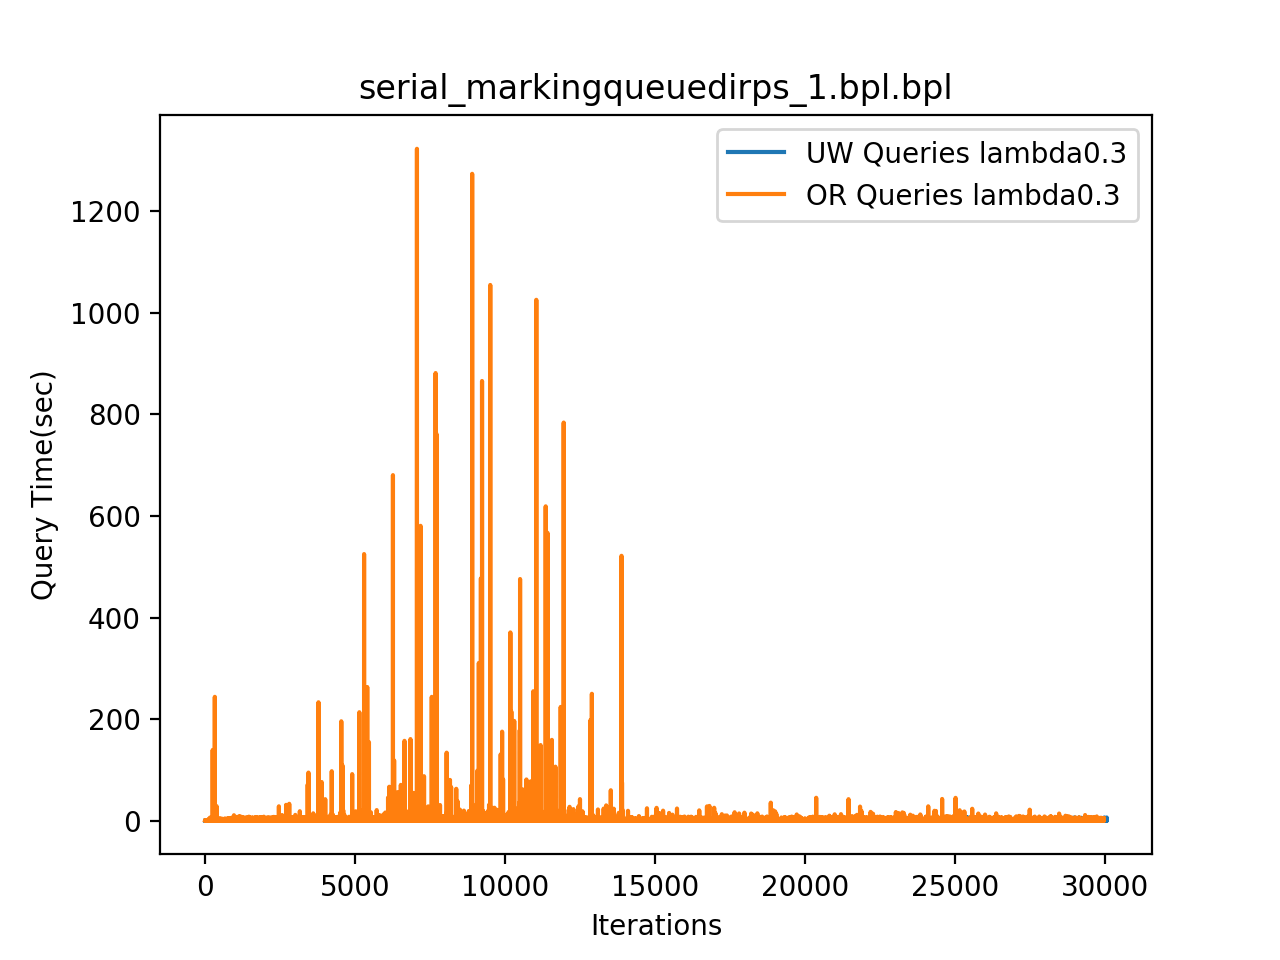 serial_markingqueuedirps_1.bpl.bpl
UW Queries lambda0.3
OR Queries lambda0.3
Query Time(sec)
1200
1000
800
600
400
200
0
0 5000 10000 15000 20000 25000 30000
Iterations